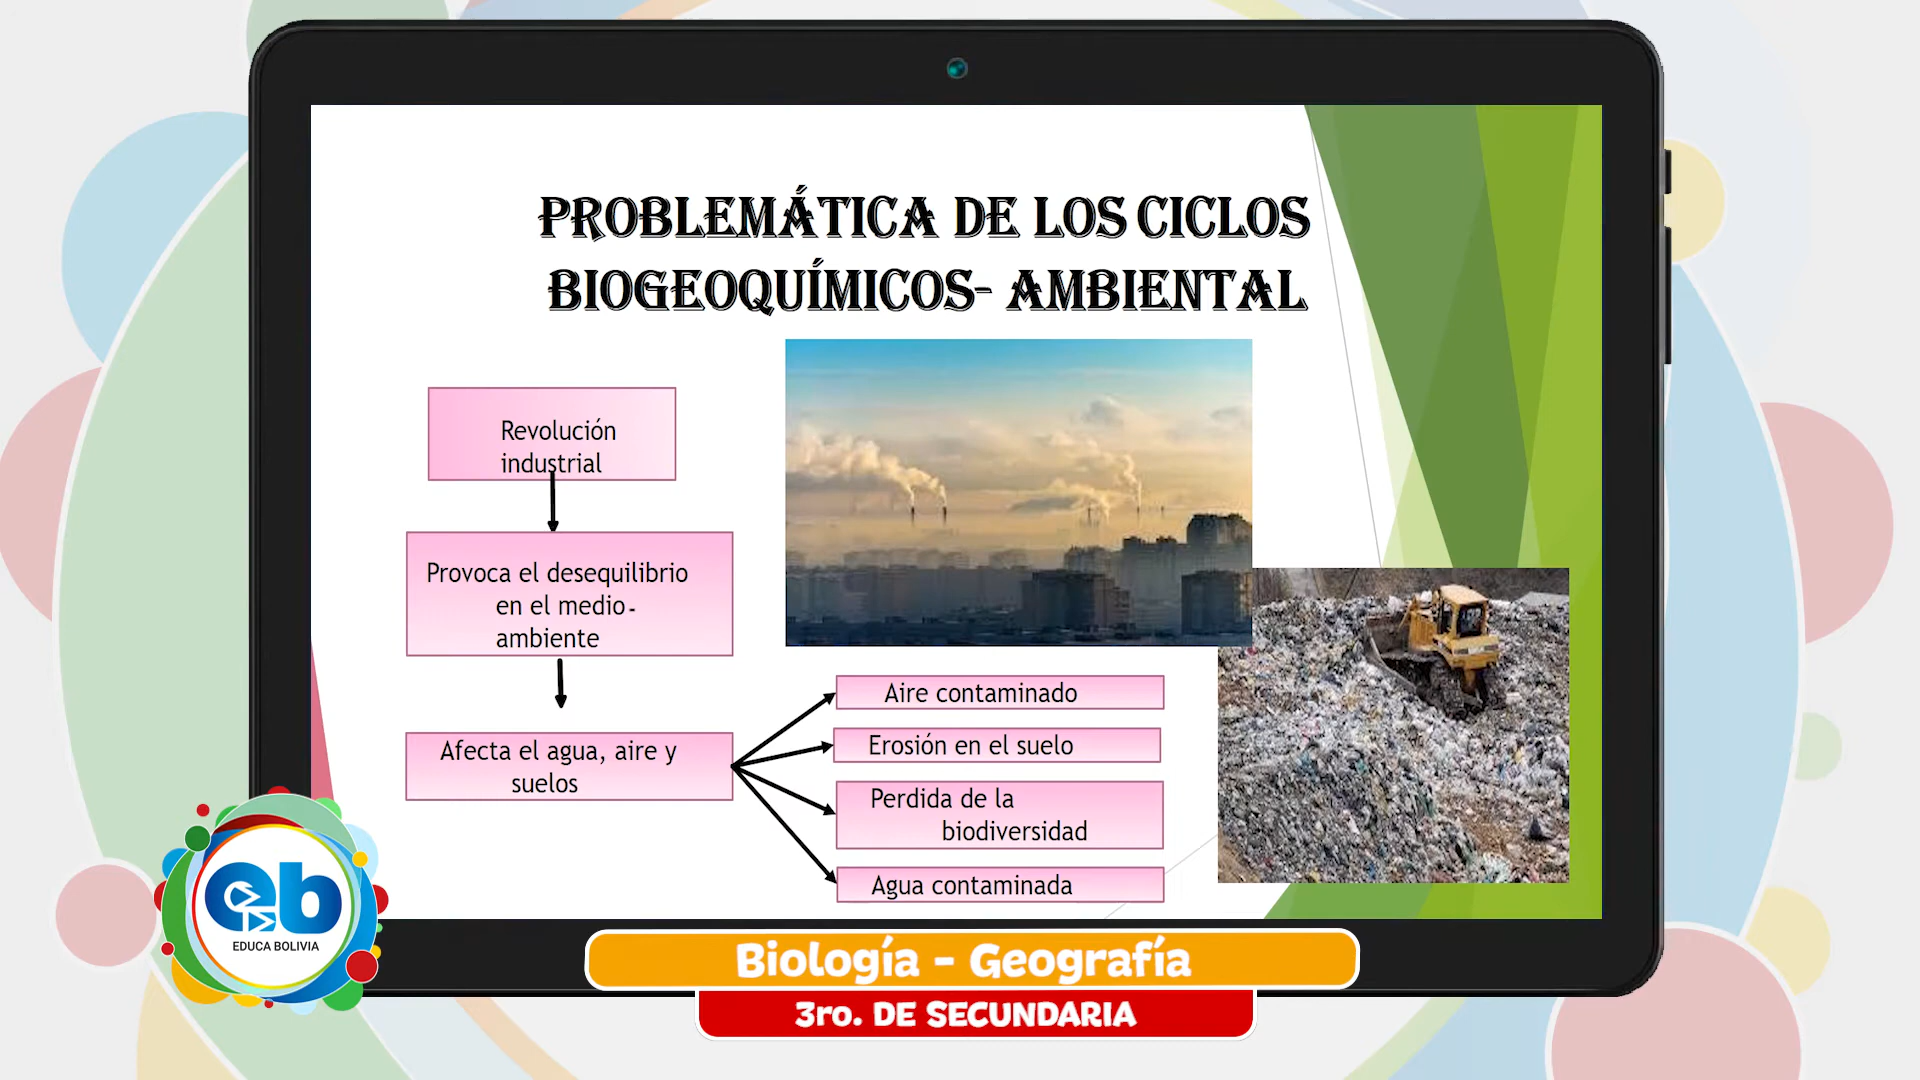 PROBLEMÁTICA DE LOS CICLOS
BIOGEOQUÍMICOS- AMBIENTAL
Revolución
industrial
Provoca el desequilibrio
en el medio-
ambiente
Afecta el agua, aire y
suelos
Aire contaminado
Erosión en el suelo
Perdida de la
biodiversidad
Agua contaminada
eb
EDUCA BOLIVIA
Biología - Geografía
3ro. DE SECUNDARIA